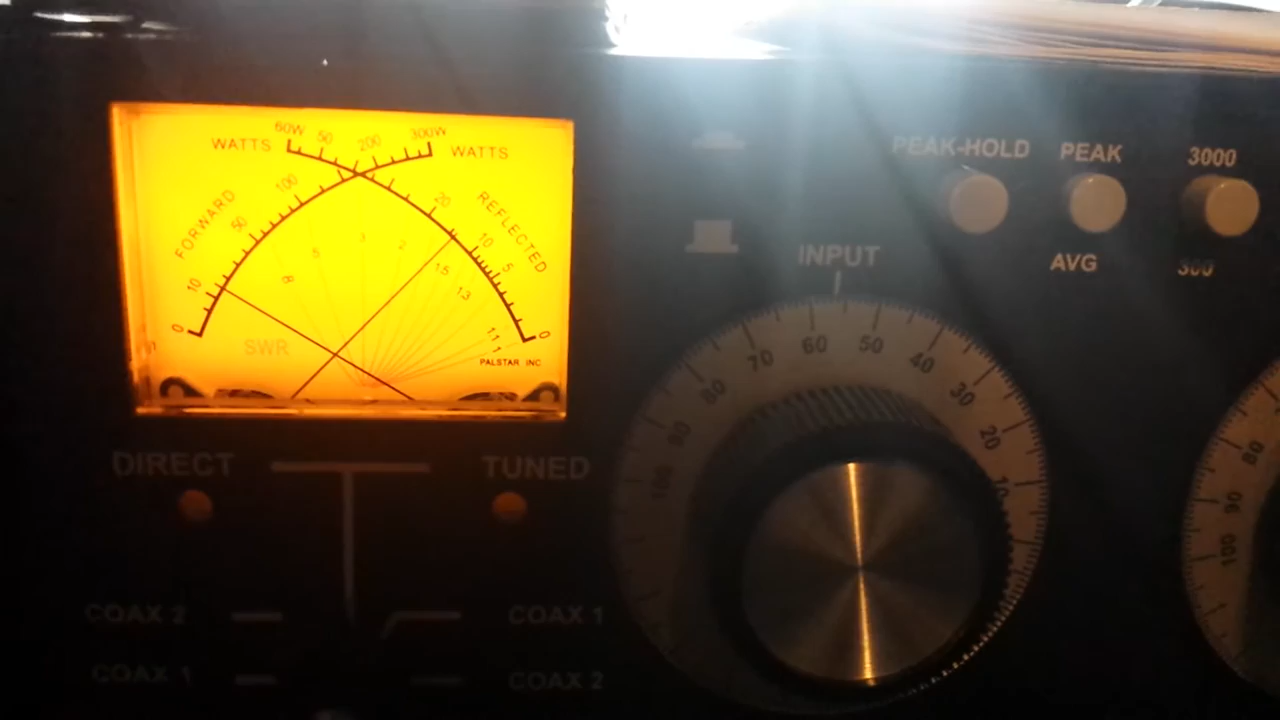 60W 50 200 300W
WATTS WATTS
100 20
FORWARD REFLECTED
50 10
5 3 2
8 1.5 5
10 1.3
0 0
SWR 1.1
1
PALSTAR INC
PEAK-HOLD PEAK 3000
INPUT AVG 300
100 90 80 70 60 50 40 30 20 10
80
90
100
DIRECT TUNED
COAX 2 COAX 1
COAX 1 COAX 2